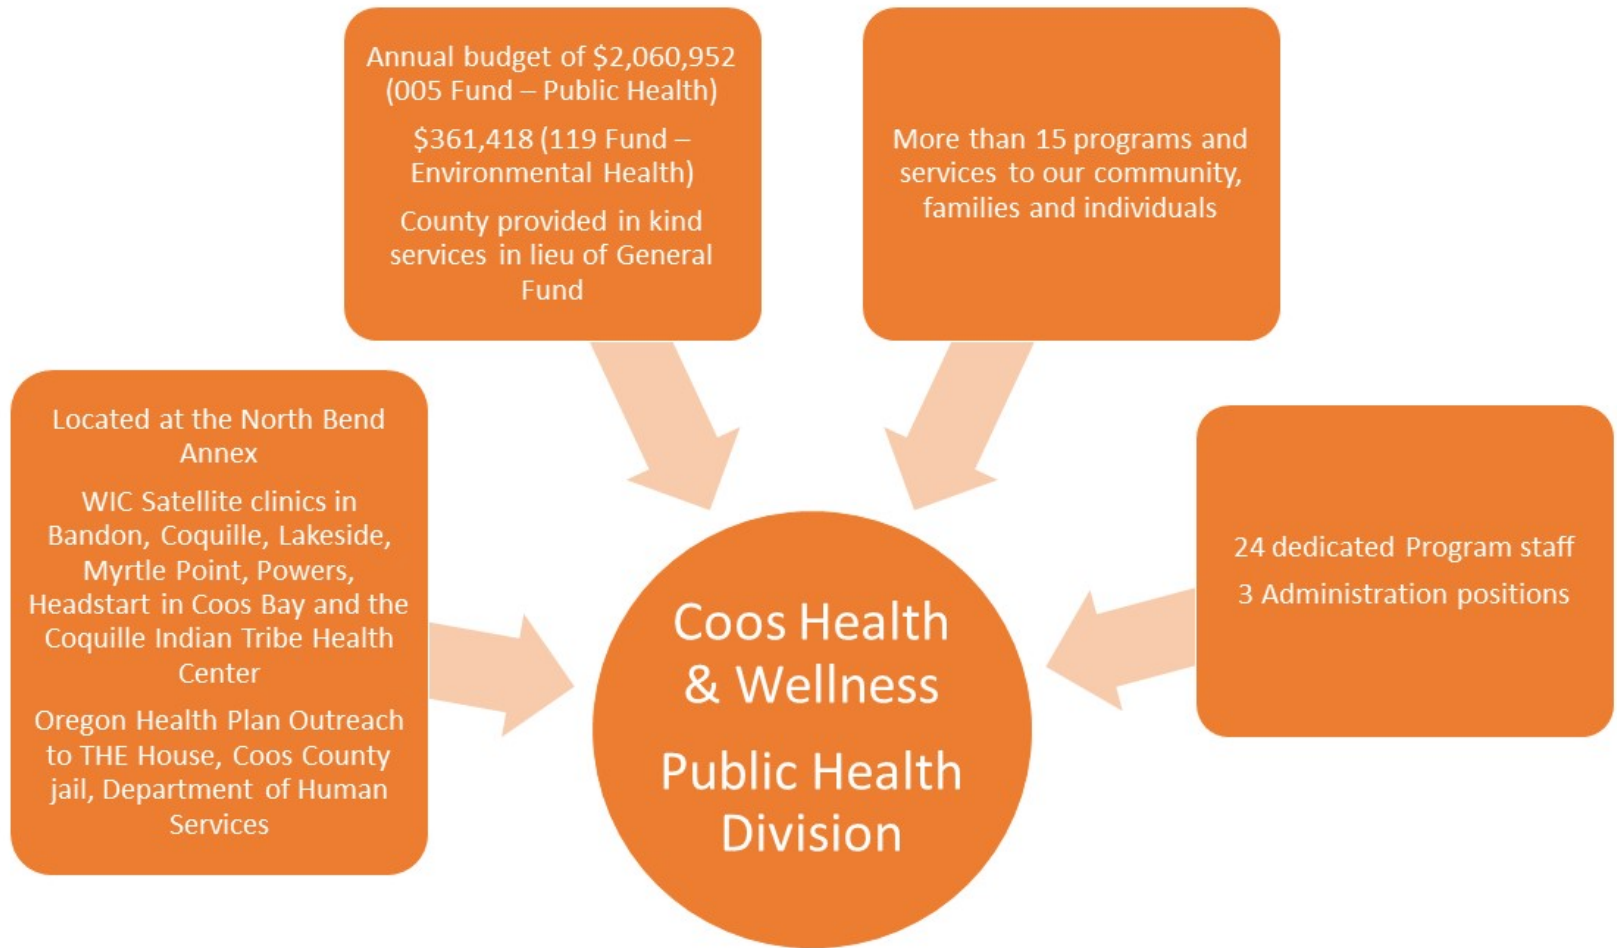 Annual budget of $2,060,952
(005 Fund – Public Health)
$361,418 (119 Fund –
Environmental Health)
County provided in kind
services in lieu of General
Fund
More than 15 programs and
services to our community,
families and individuals
Located at the North Bend
Annex
WIC Satellite clinics in
Bandon, Coquille, Lakeside,
Myrtle Point, Powers,
Headstart in Coos Bay and the
Coquille Indian Tribe Health
Center
Oregon Health Plan Outreach
to THE House, Coos County
jail, Department of Human
Services
24 dedicated Program staff
3 Administration positions
Coos Health
& Wellness
Public Health
Division